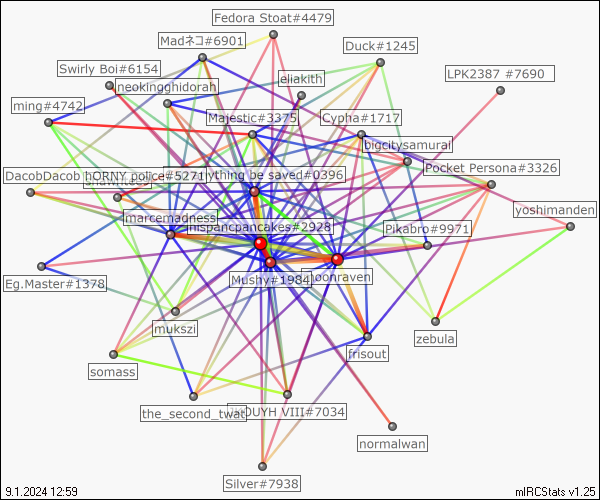 Fedora Stoat#4479
Madネコ#6901
Duck#1245
Swirly Boi#6154
eliakith
LPK2387 #7690
neokingghidorah
ming#4742
Majestic#3375
Cypha#1717
bigcitysamurai
Pocket Persona#3326
DacobDacob
hORNY police#5271
ything be saved#0396
marcemadness
hispancpancakes#2928
Pikabro#9971
yoshimanden
Eg.Master#1378
Mushy#1984
oonraven
mukszi
zebula
frisout
somass
the_second_twat
OUYH VIII#7034
normalwan
Silver#7938
9.1.2024 12:59
mIRCStats v1.25